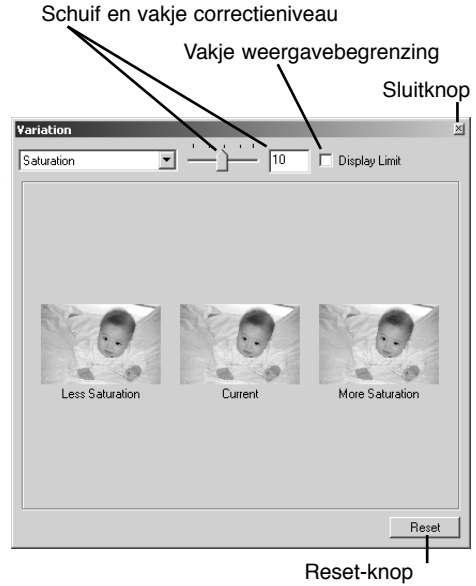 Schuif en vakje correctieniveau
Vakje weergavebegrenzing
Sluitknop
Variation
Saturation 10 Display Limit
Less Saturation Current More Saturation
Reset
Reset-knop